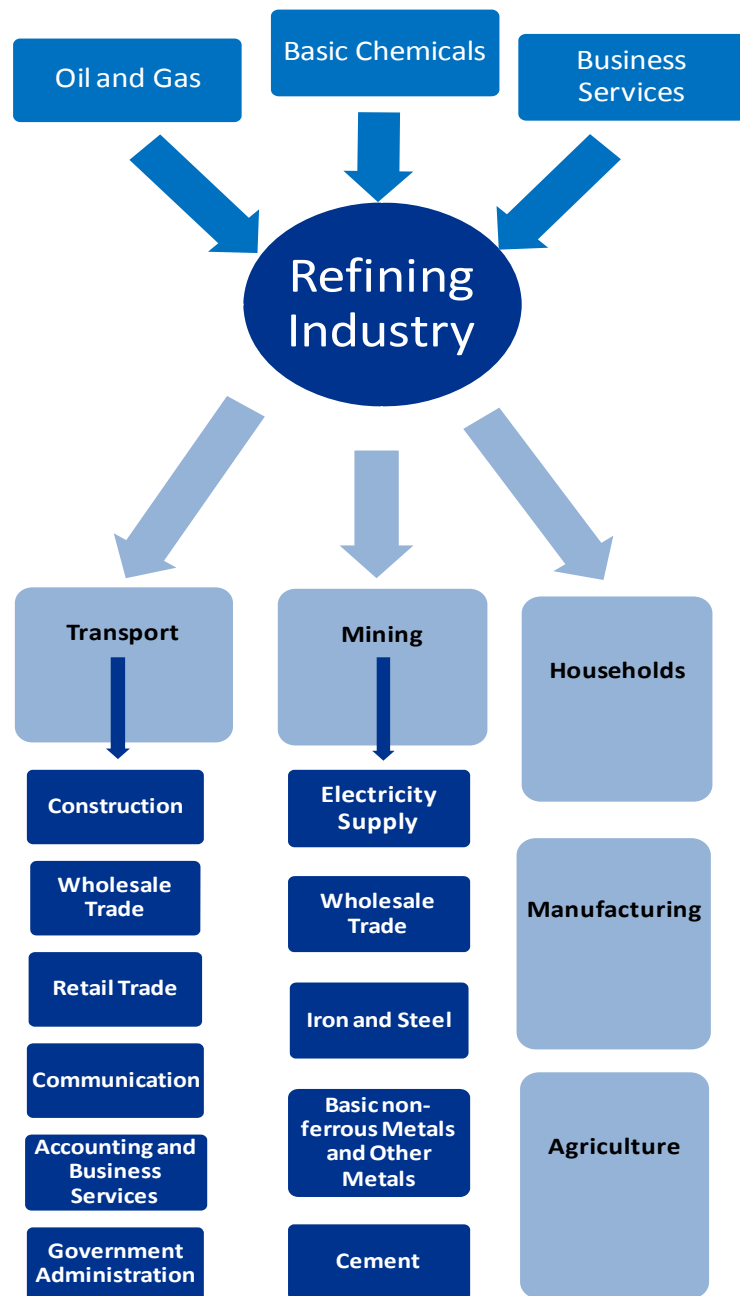 Oil and Gas
Basic Chemicals
Business
Services
Refining
Industry
Transport
Mining
Households
Construction
Wholesale
Trade
Retail Trade
Communication
Accounting and
Business
Services
Government
Administration
Electricity
Supply
Wholesale
Trade
Iron and Steel
Basic non-
ferrous Metals
and Other
Metals
Cement
Manufacturing
Agriculture